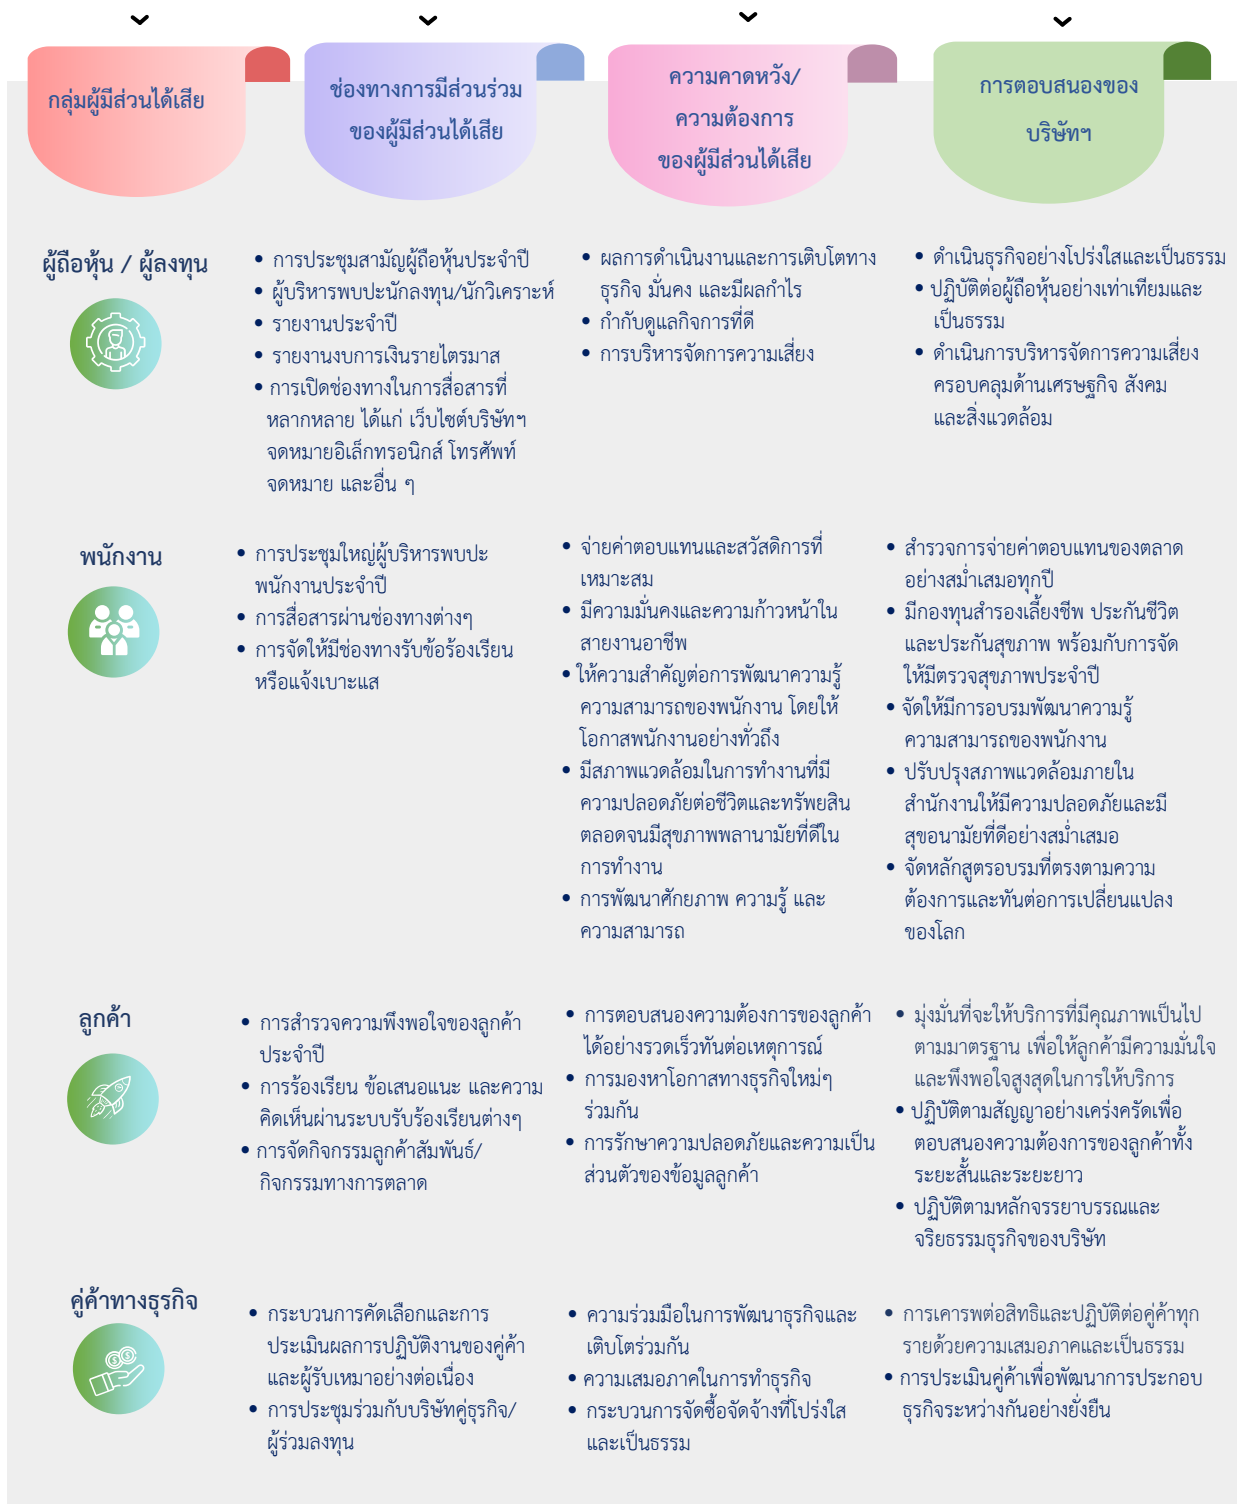 กลุ่มผู้มีส่วนได้เสีย
ช่องทางการมีส่วนร่วม
ของผู้มีส่วนได้เสีย
ความคาดหวัง/
ความต้องการ
ของผู้มีส่วนได้เสีย
การตอบสนองของ
บริษัทฯ
ผู้ถือหุ้น / ผู้ลงทุน
• การประชุมสามัญผู้ถือหุ้นประจำปี
• ผู้บริหารพบปะนักลงทุน/นักวิเคราะห์
• รายงานประจำปี
• รายงานงบการเงินรายไตรมาส
• การเปิดช่องทางในการสื่อสารที่
หลากหลาย ได้แก่ เว็บไซต์บริษัทฯ
จดหมายอิเล็กทรอนิกส์ โทรศัพท์
จดหมาย และอื่น ๆ
• ผลการดำเนินงานและการเติบโตทาง
ธุรกิจ มั่นคง และมีผลกำไร
• กำกับดูแลกิจการที่ดี
• การบริหารจัดการความเสี่ยง
• ดำเนินธุรกิจอย่างโปร่งใสและเป็นธรรม
• ปฏิบัติต่อผู้ถือหุ้นอย่างเท่าเทียมและ
เป็นธรรม
• ดำเนินการบริหารจัดการความเสี่ยง
ครอบคลุมด้านเศรษฐกิจ สังคม
และสิ่งแวดล้อม
พนักงาน
• การประชุมใหญ่ผู้บริหารพบปะ
พนักงานประจำปี
• การสื่อสารผ่านช่องทางต่างๆ
• การจัดให้มีช่องทางรับข้อร้องเรียน
หรือแจ้งเบาะแส
• จ่ายค่าตอบแทนและสวัสดิการที่
เหมาะสม
• มีความมั่นคงและความก้าวหน้าใน
สายงานอาชีพ
• ให้ความสำคัญต่อการพัฒนาความรู้
ความสามารถของพนักงาน โดยให้
โอกาสพนักงานอย่างทั่วถึง
• มีสภาพแวดล้อมในการทำงานที่มี
ความปลอดภัยต่อชีวิตและทรัพย์สิน
ตลอดจนมีสุขภาพพลานามัยที่ดีใน
การทำงาน
• การพัฒนาศักยภาพ ความรู้ และ
ความสามารถ
• สำรวจการจ่ายค่าตอบแทนของตลาด
อย่างสม่ำเสมอทุกปี
• มีกองทุนสำรองเลี้ยงชีพ ประกันชีวิต
และประกันสุขภาพ พร้อมกับการจัด
ให้มีตรวจสุขภาพประจำปี
• จัดให้มีการอบรมพัฒนาความรู้
ความสามารถของพนักงาน
• ปรับปรุงสภาพแวดล้อมภายใน
สำนักงานให้มีความปลอดภัยและมี
สุขอนามัยที่ดีอย่างสม่ำเสมอ
• จัดหลักสูตรอบรมที่ตรงตามความ
ต้องการและทันต่อการเปลี่ยนแปลง
ของโลก
ลูกค้า
• การสำรวจความพึงพอใจของลูกค้า
ประจำปี
• การร้องเรียน ข้อเสนอแนะ และความ
คิดเห็นผ่านระบบรับร้องเรียนต่างๆ
• การจัดกิจกรรมลูกค้าสัมพันธ์/
กิจกรรมทางการตลาด
• การตอบสนองความต้องการของลูกค้า
ได้อย่างรวดเร็วทันต่อเหตุการณ์
• การมองหาโอกาสทางธุรกิจใหม่ๆ
ร่วมกัน
• การรักษาความปลอดภัยและความเป็น
ส่วนตัวของข้อมูลลูกค้า
• มุ่งมั่นที่จะให้บริการที่มีคุณภาพเป็นไป
ตามมาตรฐาน เพื่อให้ลูกค้ามีความมั่นใจ
และพึงพอใจสูงสุดในการให้บริการ
• ปฏิบัติตามสัญญาอย่างเคร่งครัดเพื่อ
ตอบสนองความต้องการของลูกค้าทั้ง
ระยะสั้นและระยะยาว
• ปฏิบัติตามหลักจรรยาบรรณและ
จริยธรรมธุรกิจของบริษัท
คู่ค้าทางธุรกิจ
• กระบวนการคัดเลือกและการ
ประเมินผลการปฏิบัติงานของคู่ค้า
และผู้รับเหมาอย่างต่อเนื่อง
• การประชุมร่วมกับบริษัทคู่ธุรกิจ/
ผู้ร่วมลงทุน
• ความร่วมมือในการพัฒนาธุรกิจและ
เติบโตร่วมกัน
• ความเสมอภาคในการทำธุรกิจ
• กระบวนการจัดซื้อจัดจ้างที่โปร่งใส
และเป็นธรรม
• การเคารพต่อสิทธิและปฏิบัติต่อคู่ค้าทุก
รายด้วยความเสมอภาคและเป็นธรรม
• การประเมินคู่ค้าเพื่อพัฒนาการประกอบ
ธุรกิจระหว่างกันอย่างยั่งยืน